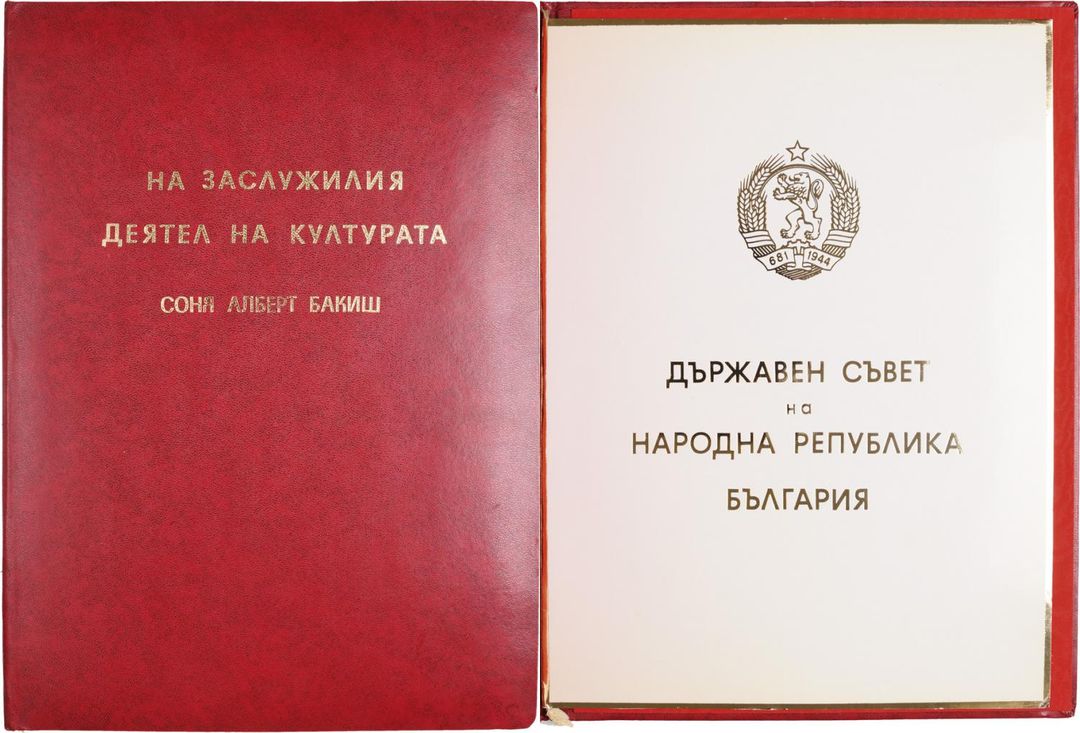 НА ЗАСЛУЖИЛИЯ
ДЕЯТЕЛ НА КУЛТУРАТА
СОНЯ АЛБЕРТ БАКИШ
681 1944
ДЪРЖАВЕН СЪВЕТ
на
НАРОДНА РЕПУБЛИКА
БЪЛГАРИЯ